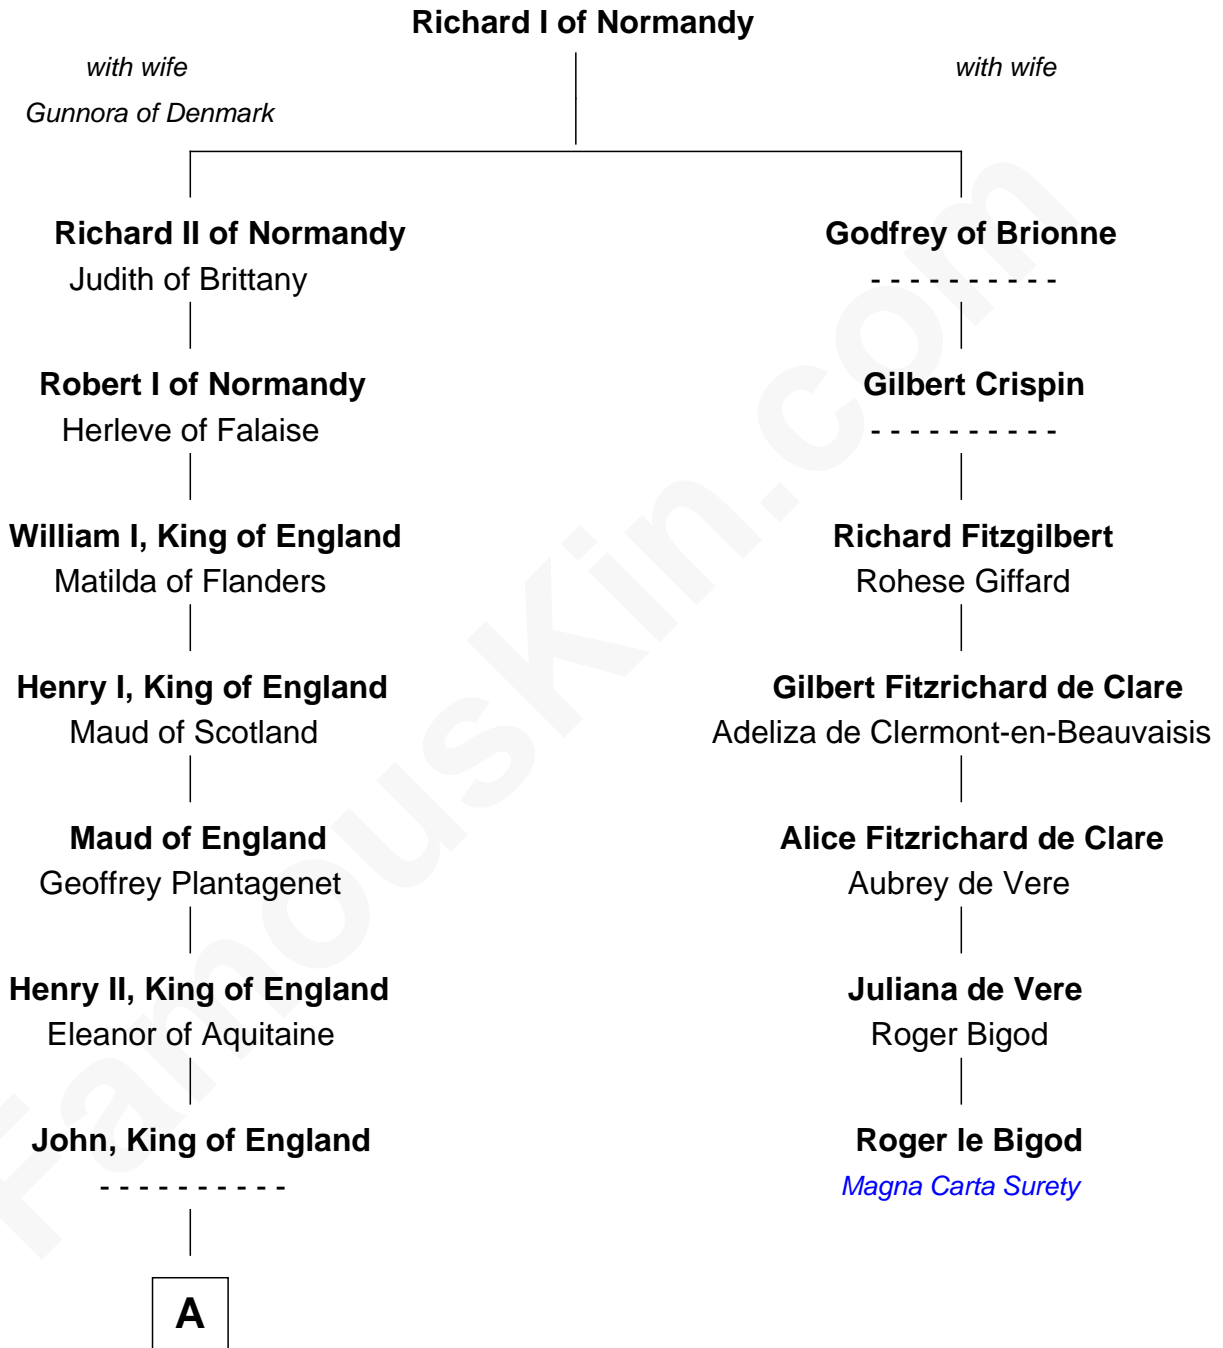 Richard I of Normandy
with wife
Gunnora of Denmark
with wife
Richard II of Normandy
Judith of Brittany
Godfrey of Brionne
- - - - - - - - - -
Robert I of Normandy
Herleve of Falaise
Gilbert Crispin
- - - - - - - - - -
William I, King of England
Matilda of Flanders
Richard Fitzgilbert
Rohese Giffard
Henry I, King of England
Maud of Scotland
Gilbert Fitzrichard de Clare
Adeliza de Clermont-en-Beauvaisis
Maud of England
Geoffrey Plantagenet
Alice Fitzrichard de Clare
Aubrey de Vere
Henry II, King of England
Eleanor of Aquitaine
Juliana de Vere
Roger Bigod
John, King of England
- - - - - - - - - -
Roger le Bigod
Magna Carta Surety
A
FamousKin.com